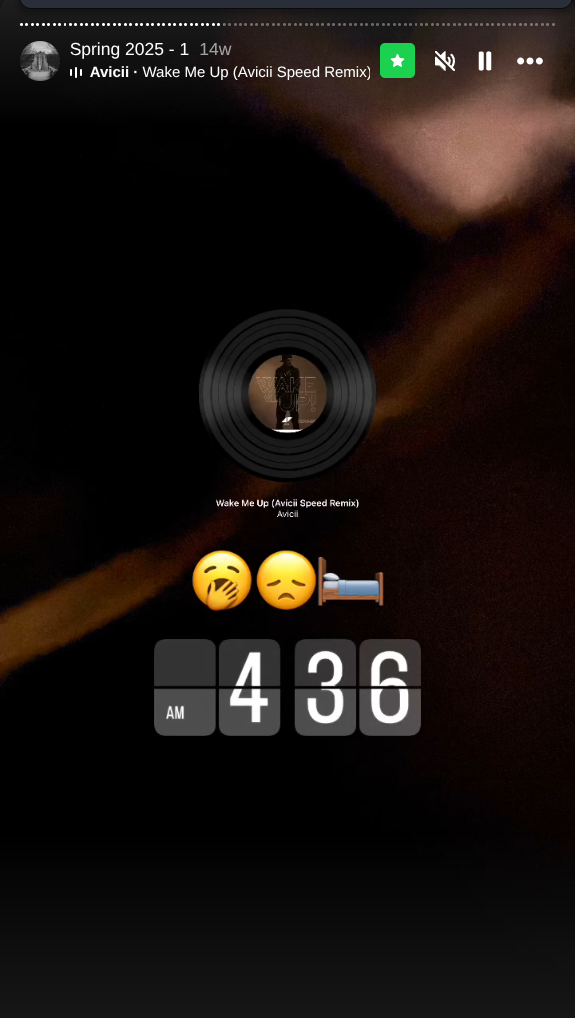 Spring 2025 - 1 14w
Avicii · Wake Me Up (Avicii Speed Remix)
WAKE
ME UP!
Wake Me Up (Avicii Speed Remix)
Avicii
AM 4 36